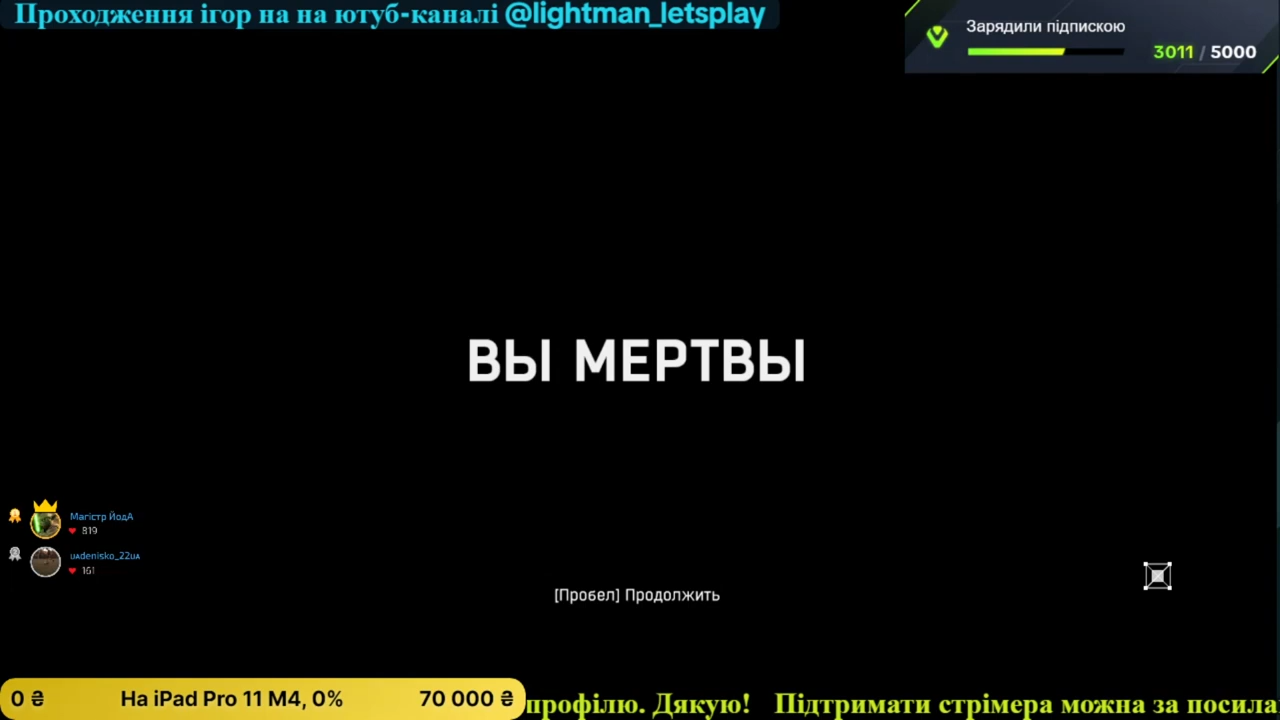 Проходження ігор на на ютуб-каналі @lightman_letsplay
Зарядили підпискою
3011 / 5000
ВЫ МЕРТВЫ
Магістр ЙодА
819
uᴀdenisko_22uᴀ
161
[Пробел] Продолжить
0 ₴ На iPad Pro 11 M4, 0% 70 000 ₴
профілю. Дякую! Підтримати стрімера можна за посила